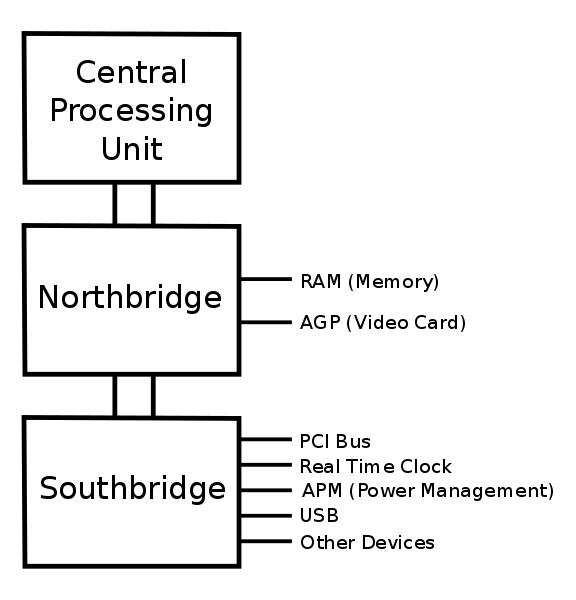 Central
Processing
Unit
Northbridge
RAM (Memory)
AGP (Video Card)
Southbridge
PCI Bus
Real Time Clock
APM (Power Management)
USB
Other Devices